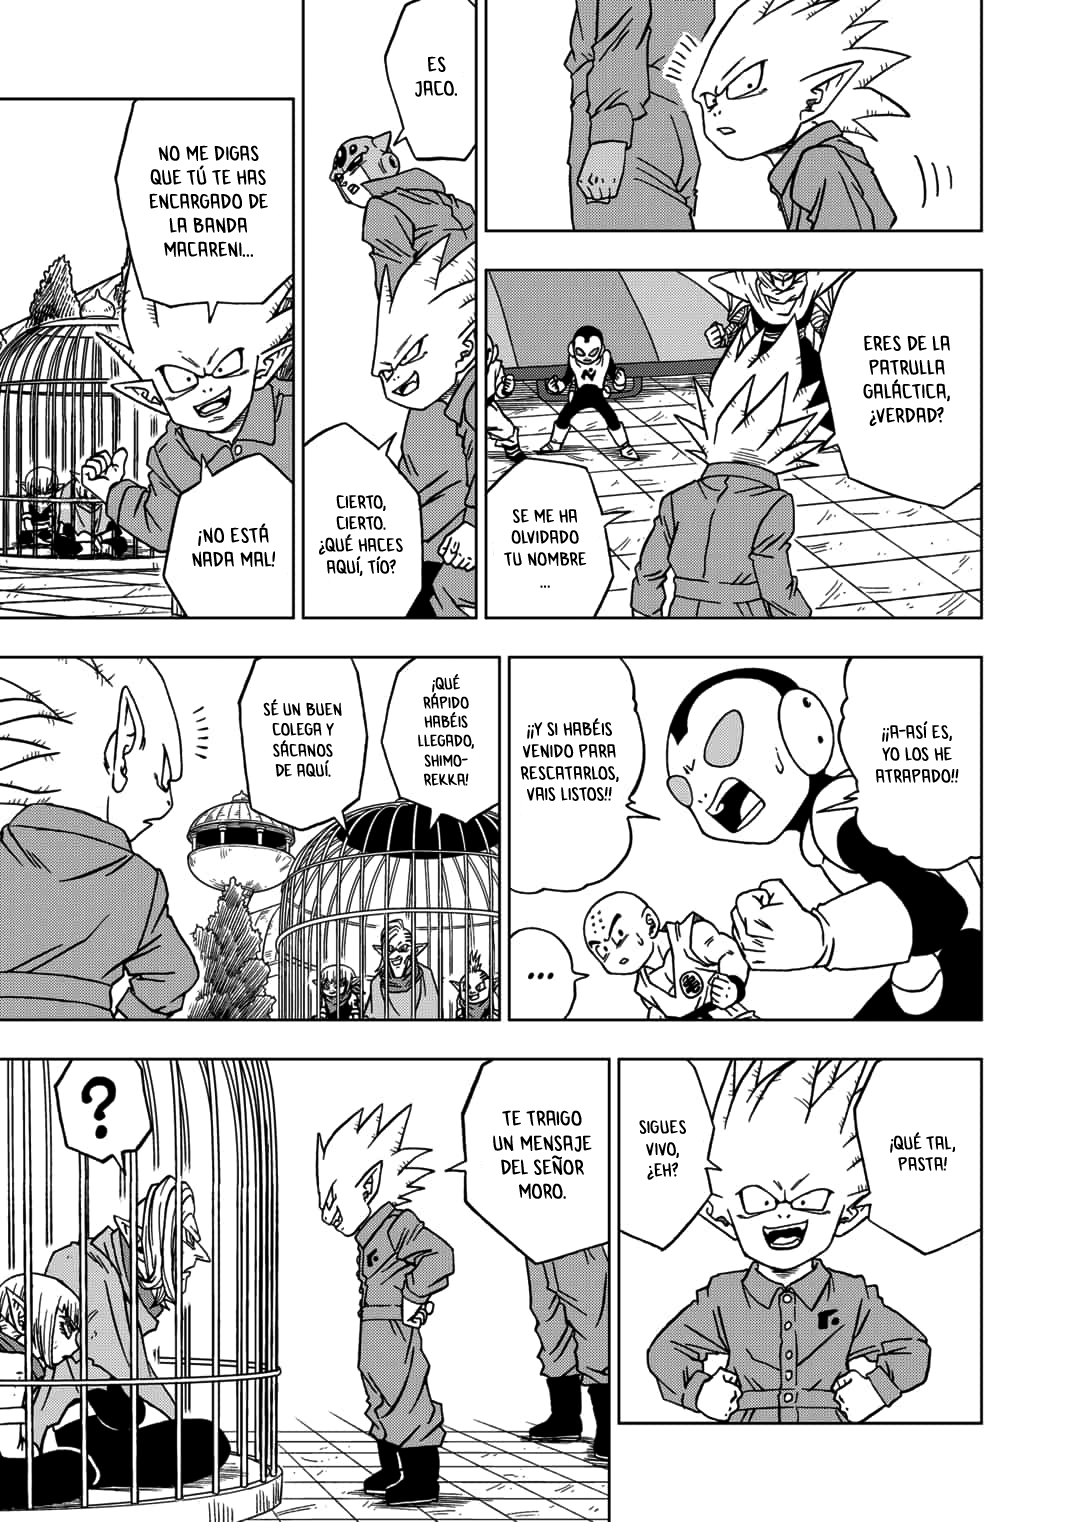 ERES DE LA
PATRULLA
GALÁCTICA,
¿VERDAD?
SE ME HA
OLVIDADO
TU NOMBRE
...
ES
JACO.
CIERTO,
CIERTO.
¿QUÉ HACES
AQUÍ, TÍO?
NO ME DIGAS
QUE TÚ TE HAS
ENCARGADO DE
LA BANDA
MACARENI...
¡NO ESTÁ
NADA MAL!
¡¡A-ASÍ ES,
YO LOS HE
ATRAPADO!!
¡¡Y SI HABÉIS
VENIDO PARA
RESCATARLOS,
VAIS LISTOS!!
...
¡QUÉ
RÁPIDO
HABÉIS
LLEGADO,
SHIMO-
REKKA!
SÉ UN BUEN
COLEGA Y
SÁCANOS
DE AQUÍ.
¡QUÉ TAL,
PASTA!
SIGUES
VIVO,
¿EH?
TE TRAIGO
UN MENSAJE
DEL SEÑOR
MORO.
?